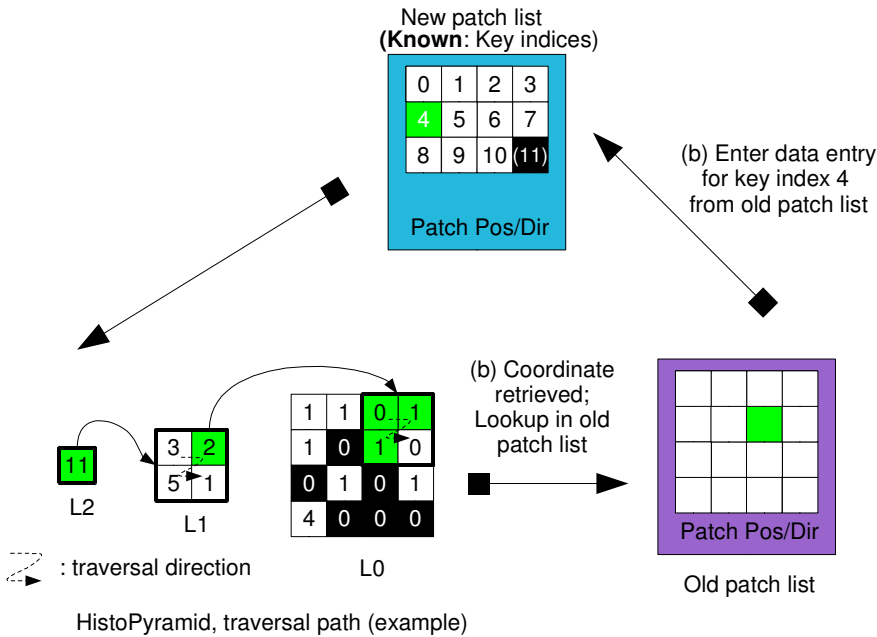 New patch list
(Known: Key indices)
0 1 2 3
4 5 6 7
8 9 10 (11)
Patch Pos/Dir
(b) Enter data entry
for key index 4
from old patch list
(b) Coordinate
retrieved;
Lookup in old
patch list
11
L2
3 2
5 1
L1
1 1 0 1
1 0 1 0
0 1 0 1
4 0 0 0
L0
Patch Pos/Dir
Old patch list
: traversal direction
HistoPyramid, traversal path (example)